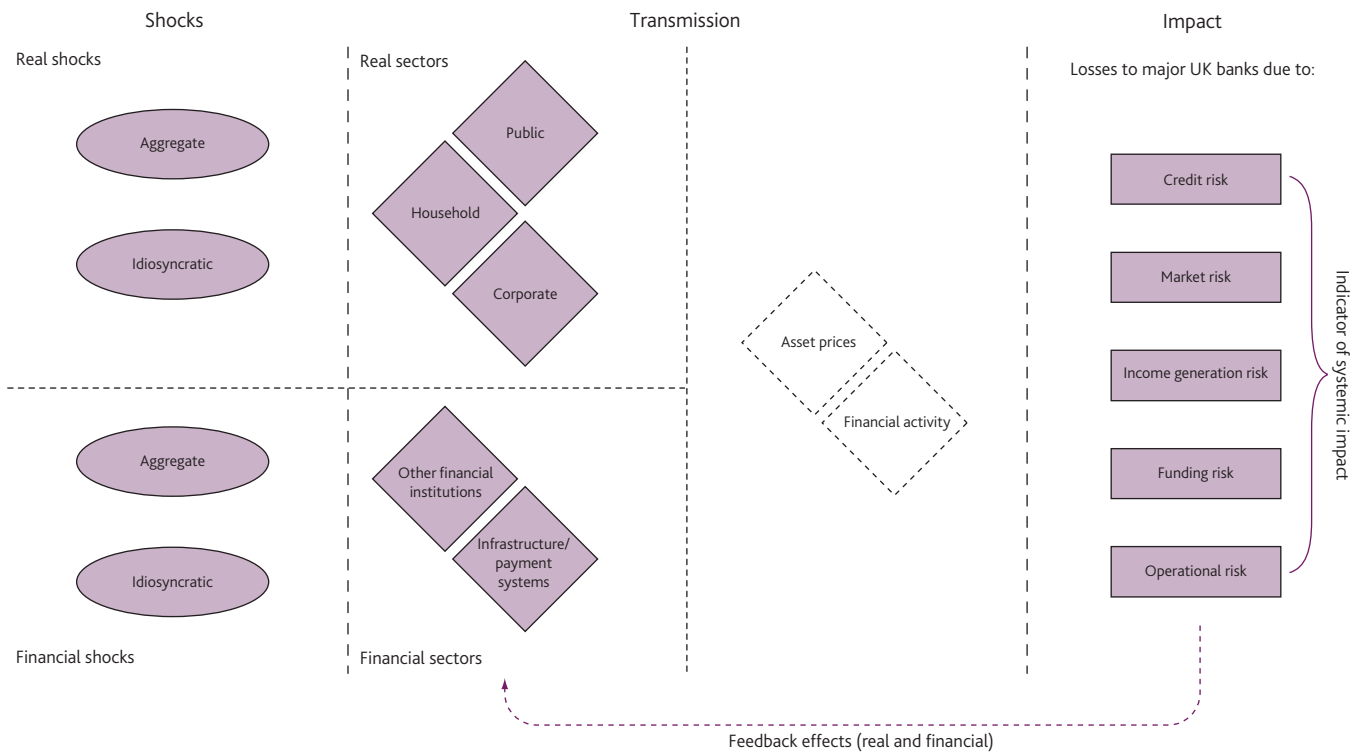 Shocks
Transmission
Impact
Real shocks
Real sectors
Losses to major UK banks due to:
Aggregate
Idiosyncratic
Public
Household
Corporate
Asset prices
Financial activity
Credit risk
Market risk
Income generation risk
Funding risk
Operational risk
Indicator of systemic impact
Aggregate
Idiosyncratic
Other financial
institutions
Infrastructure/
payment
systems
Financial shocks
Financial sectors
Feedback effects (real and financial)